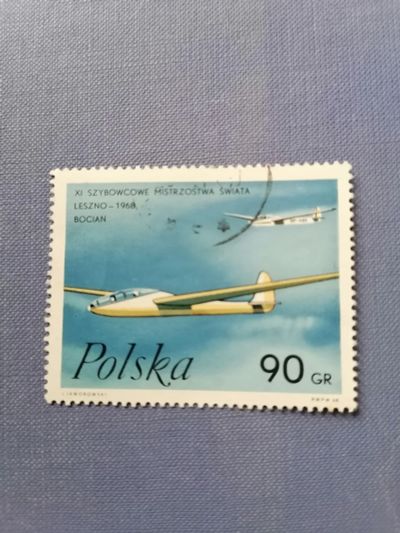 XI SZYBOWCOWE MISTRZOSTWA ŚWIATA
LESZNO – 1968
BOCIAN
Polska
90 GR